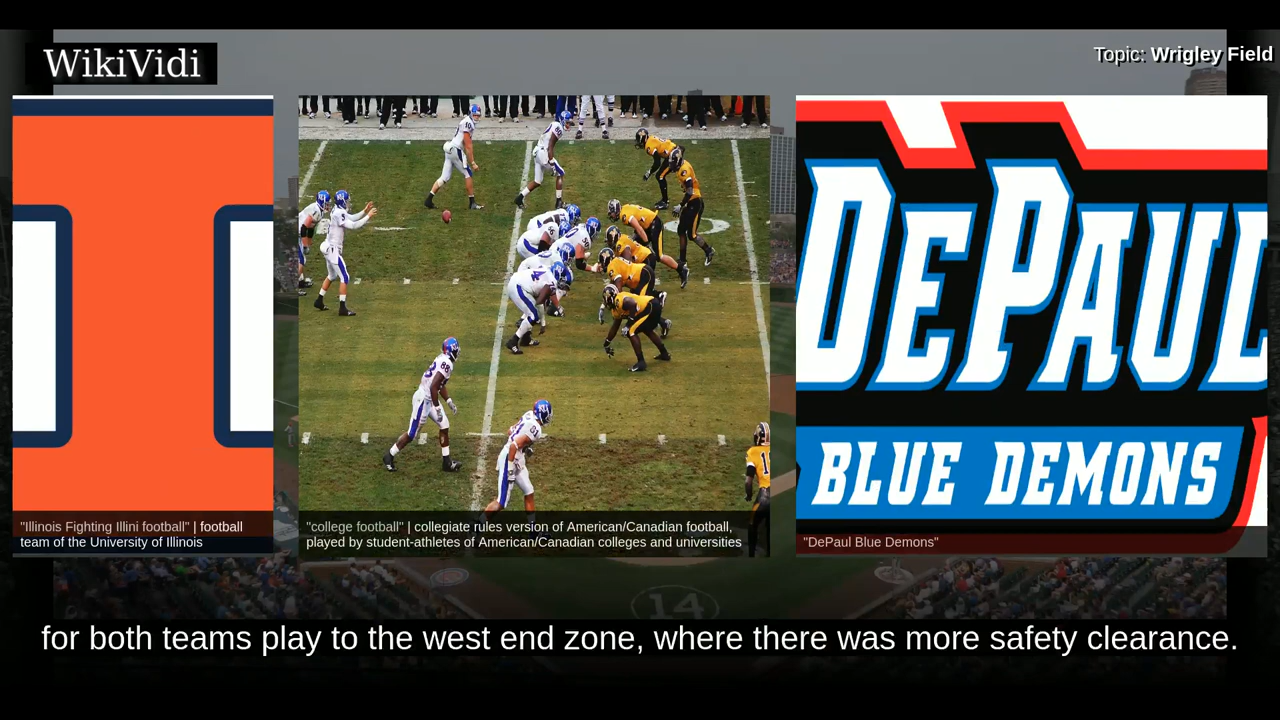 WikiVidi
Topic: Wrigley Field
DEPAUL
BLUE DEMONS
"Illinois Fighting Illini football" | football
team of the University of Illinois
"college football" | collegiate rules version of American/Canadian football,
played by student-athletes of American/Canadian colleges and universities
"DePaul Blue Demons"
14
for both teams play to the west end zone, where there was more safety clearance.